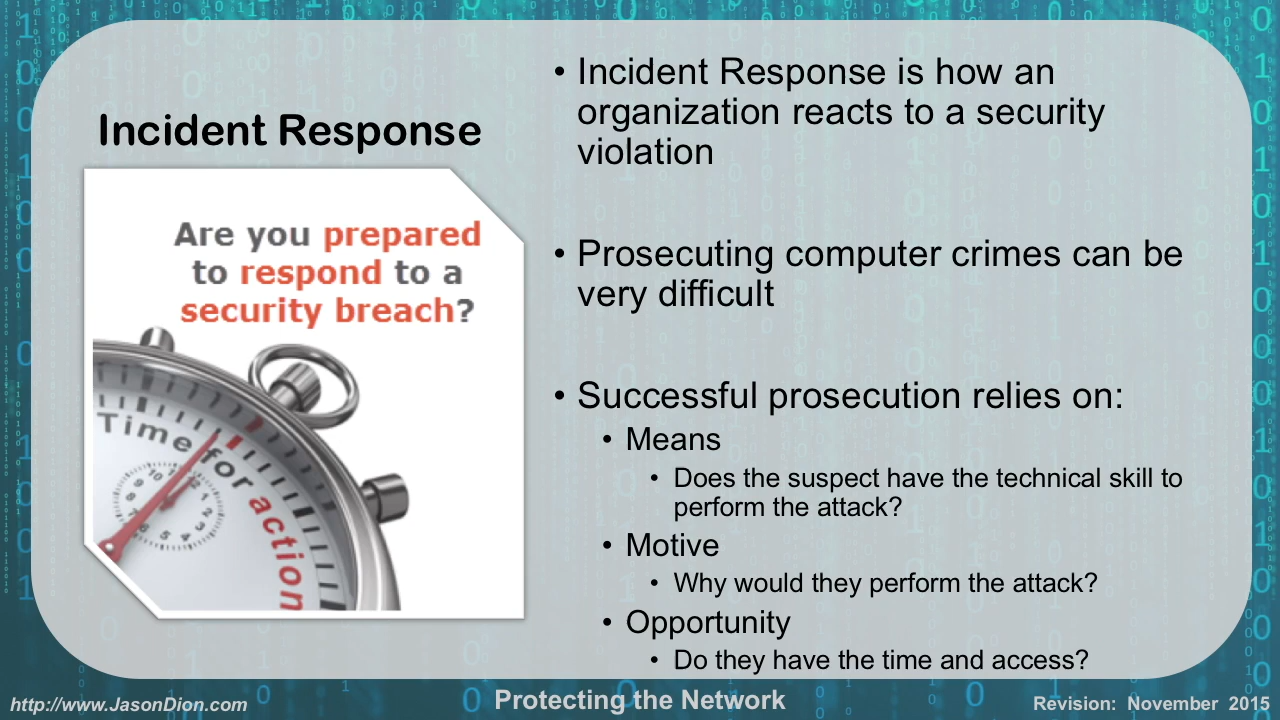 Incident Response
Are you prepared
to respond to a
security breach?
Time for action
• Incident Response is how an
organization reacts to a security
violation
• Prosecuting computer crimes can be
very difficult
• Successful prosecution relies on:
• Means
• Does the suspect have the technical skill to
perform the attack?
• Motive
• Why would they perform the attack?
• Opportunity
• Do they have the time and access?
http://www.JasonDion.com
Protecting the Network
Revision: November 2015